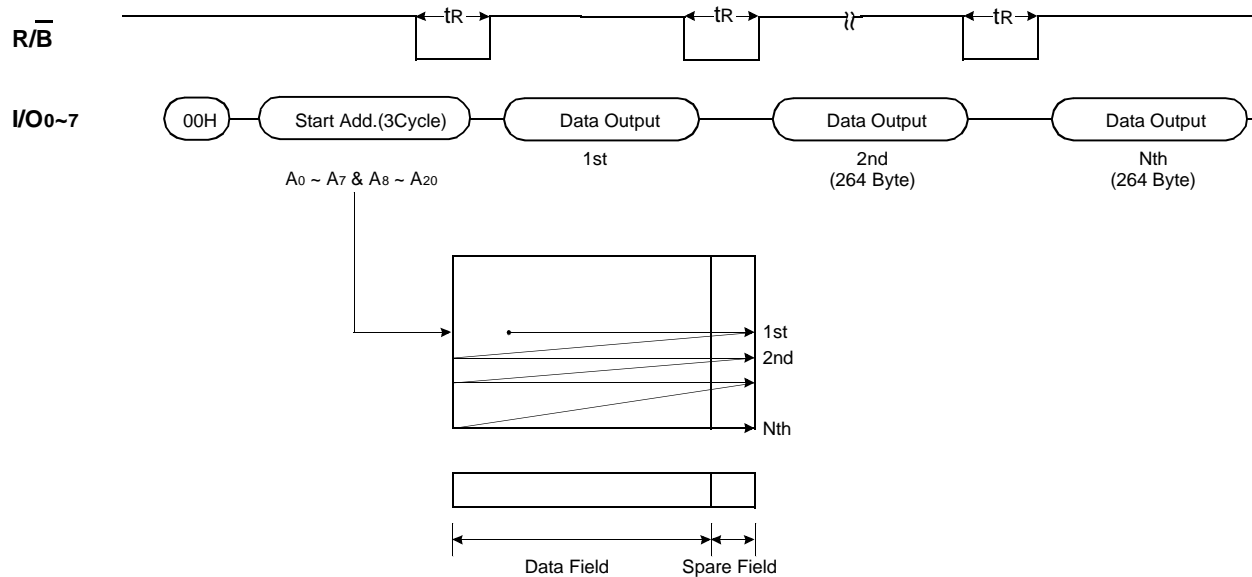 tR tR tR
R/B
I/O0~7
00H Start Add.(3Cycle) Data Output Data Output Data Output
1st 2nd Nth
(264 Byte) (264 Byte)
A0 ~ A7 & A8 ~ A20
1st
2nd
Nth
Data Field Spare Field